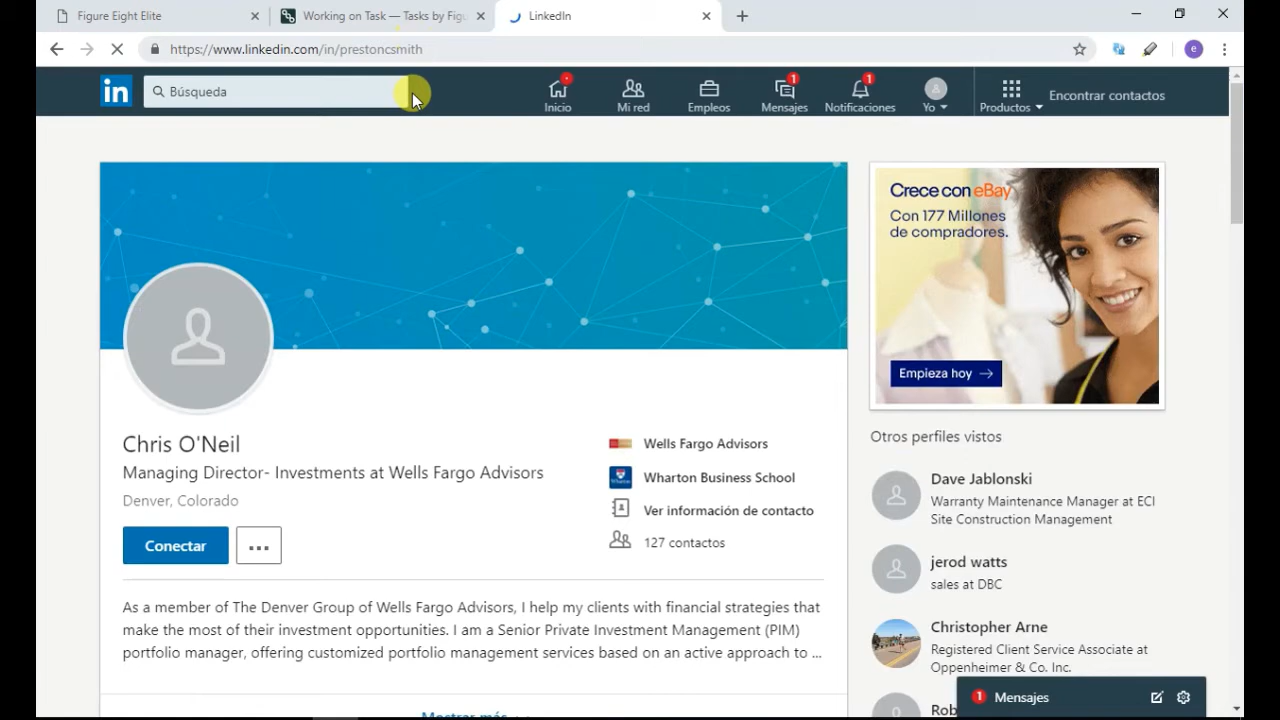 Figure Eight Elite
Working on Task — Tasks by Figu
LinkedIn
https://www.linkedin.com/in/prestoncsmith
e
in
Búsqueda
Inicio
Mi red
Empleos
1
Mensajes
1
Notificaciones
Yo
Productos
Encontrar contactos
Crece con eBay
Con 177 Millones
de compradores.
Empieza hoy →
Chris O'Neil
Managing Director- Investments at Wells Fargo Advisors
Denver, Colorado
Conectar
...
Wells Fargo Advisors
Wharton Business School
Ver información de contacto
127 contactos
As a member of The Denver Group of Wells Fargo Advisors, I help my clients with financial strategies that
make the most of their investment opportunities. I am a Senior Private Investment Management (PIM)
portfolio manager, offering customized portfolio management services based on an active approach to ...
Mostrar más
Otros perfiles vistos
Dave Jablonski
Warranty Maintenance Manager at ECI
Site Construction Management
jerod watts
sales at DBC
Christopher Arne
Registered Client Service Associate at
Oppenheimer & Co. Inc.
Rob
1 Mensajes